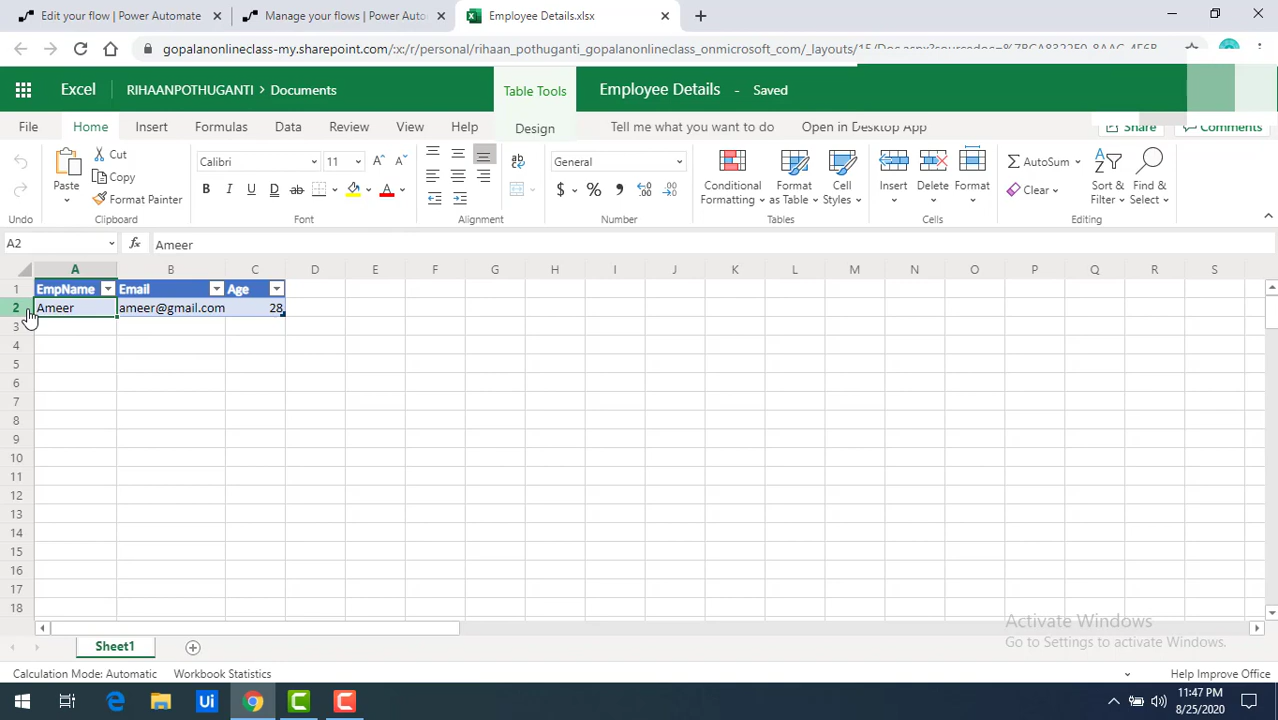 Edit your flow | Power Automate
Manage your flows | Power Auto
Employee Details.xlsx
gopalanonlineclass-my.sharepoint.com/:x:/r/personal/rihaan_pothuganti_gopalanonlineclass_onmicrosoft_com/_layouts/15/Doc.aspx?sourcedoc=
Excel
RIHAANPOTHUGANTI > Documents
Table Tools
Employee Details - Saved
File
Home
Insert
Formulas
Data
Review
View
Help
Design
Tell me what you want to do
Open in Desktop App
Share
Comments
Paste
Cut
Copy
Format Painter
Calibri
11
General
Conditional Formatting
Format as Table
Cell Styles
Insert
Delete
Format
AutoSum
Clear
Sort & Filter
Find & Select
Undo
Clipboard
Font
Alignment
Number
Tables
Cells
Editing
A2
fx
Ameer
A B C D E F G H I J K L M N O P Q R S
1 EmpName Email Age
2 Ameer ameer@gmail.com 28
3
4
5
6
7
8
9
10
11
12
13
14
15
16
17
18
Activate Windows
Go to Settings to activate Windows.
Sheet1
Calculation Mode: Automatic
Workbook Statistics
Help Improve Office
Ui
11:47 PM
8/25/2020